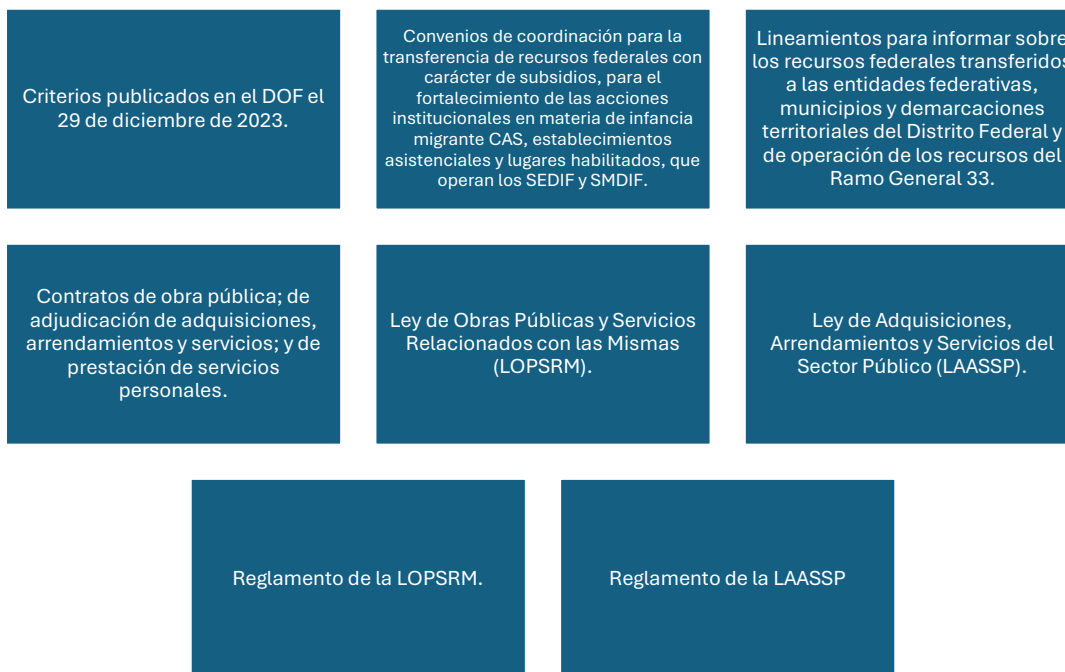 Criterios publicados en el DOF el
29 de diciembre de 2023.
Convenios de coordinación para la
transferencia de recursos federales con
carácter de subsidios, para el
fortalecimiento de las acciones
institucionales en materia de infancia
migrante CAS, establecimientos
asistenciales y lugares habilitados, que
operan los SEDIF y SMDIF.
Lineamientos para informar sobre
los recursos federales transferidos
a las entidades federativas,
municipios y demarcaciones
territoriales del Distrito Federal y
de operación de los recursos del
Ramo General 33.
Contratos de obra pública; de
adjudicación de adquisiciones,
arrendamientos y servicios; y de
prestación de servicios
personales.
Ley de Obras Públicas y Servicios
Relacionados con las Mismas
(LOPSRM).
Ley de Adquisiciones,
Arrendamientos y Servicios del
Sector Público (LAASSP).
Reglamento de la LOPSRM.
Reglamento de la LAASSP